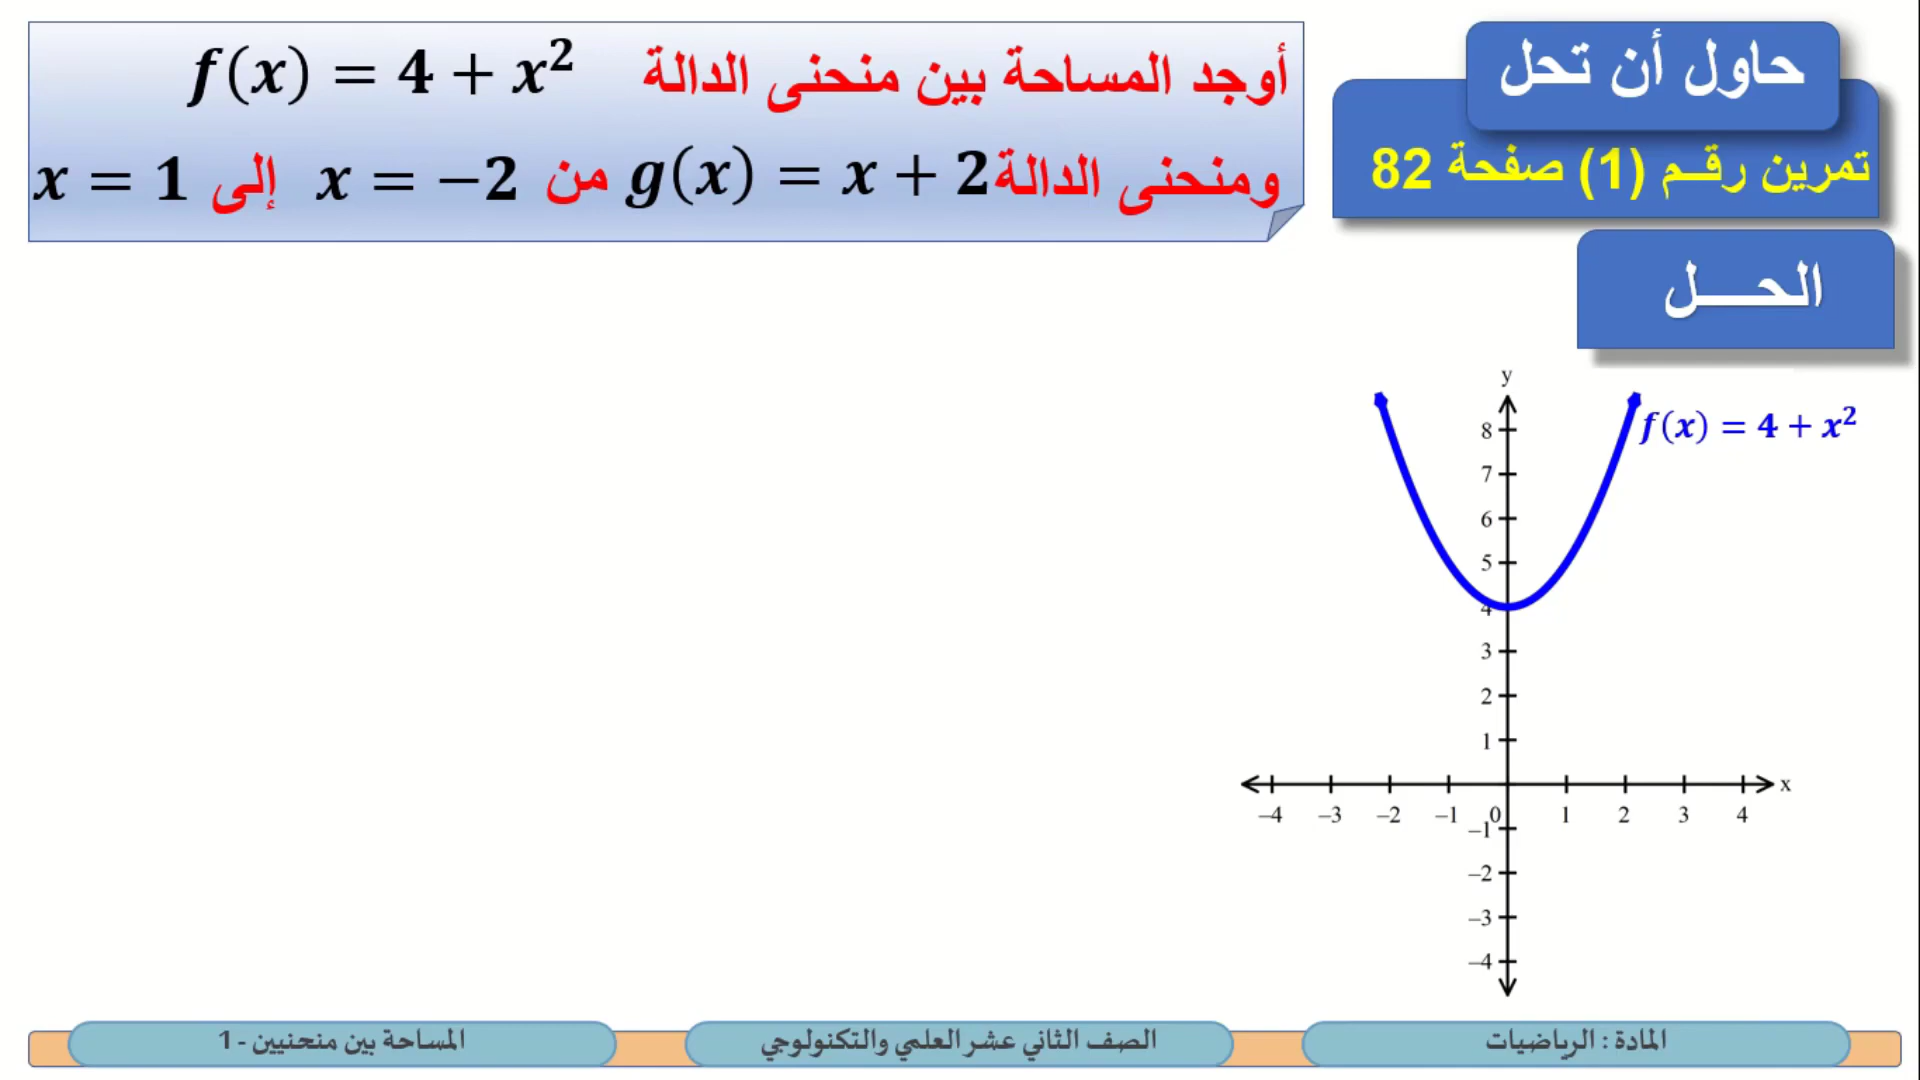 حاول أن تحل
تمرين رقـم (1) صفحة 82
أوجد المساحة بين منحنى الدالة f(x) = 4 + x²
ومنحنى الدالة g(x) = x + 2 من x = −2 إلى x = 1
الحـــــل
y
f(x) = 4 + x²
8
7
6
5
4
3
2
1
x
–4 –3 –2 –1 0 1 2 3 4
–1
–2
–3
–4
المادة : الرياضيات
الصف الثاني عشر العلمي والتكنولوجي
المساحة بين منحنيين - 1